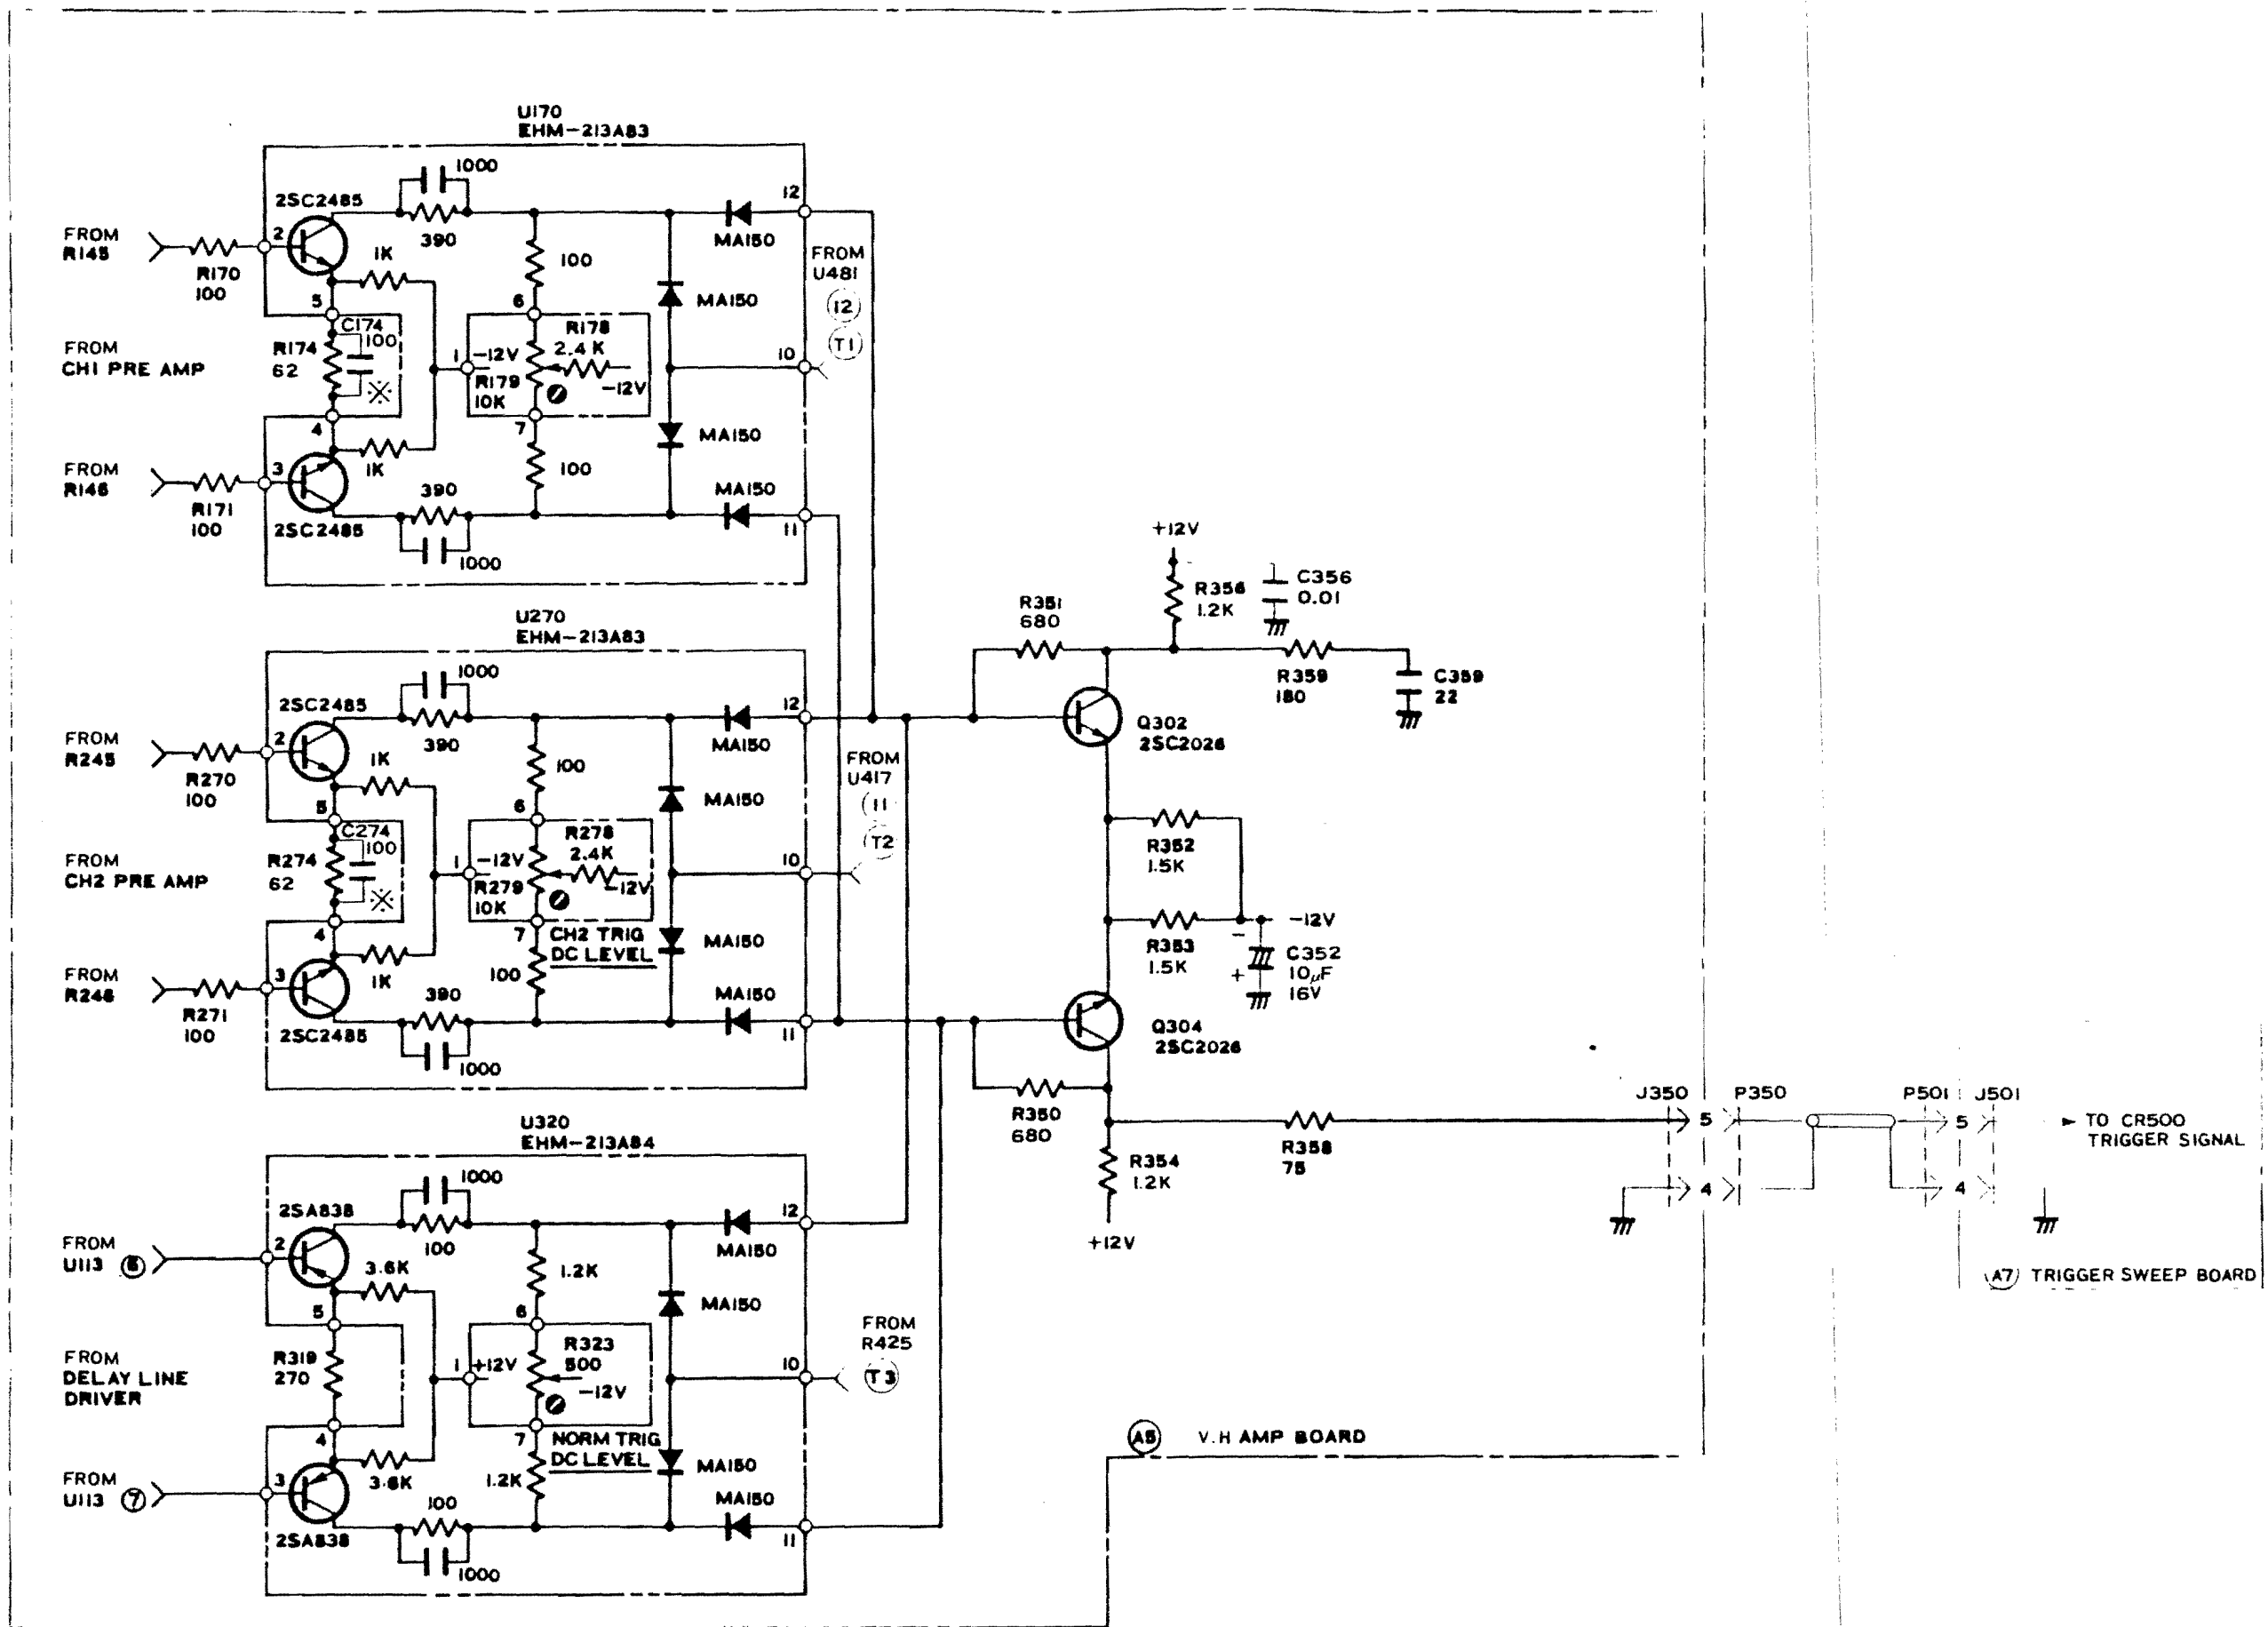 U170
EHM-213A83
1000
2SC2485
12
FROM
R145
2
390
MA150
R170
100
1K
100
FROM
U481
12
T1
5
6
MA150
C174
100
R174
62
※
FROM
CH1 PRE AMP
1
-12V
R178
2.4K
R179
10K
-12V
10
4
7
MA150
FROM
R146
3
1K
100
R171
100
2SC2485
390
MA150
11
1000
+12V
R356
1.2K
C356
0.01
R351
680
R359
180
C359
22
U270
EHM-213A83
1000
2SC2485
12
FROM
R245
2
390
MA150
R270
100
1K
100
FROM
U417
11
T2
Q302
2SC2026
5
6
MA150
C274
100
R274
62
※
FROM
CH2 PRE AMP
1
-12V
R278
2.4K
R279
10K
-12V
10
R352
1.5K
4
7
CH2 TRIG
DC LEVEL
MA150
R353
1.5K
-12V
-
+
C352
10μF
16V
FROM
R246
3
1K
100
R271
100
2SC2485
390
MA150
11
1000
Q304
2SC2026
R350
680
R358
75
R354
1.2K
+12V
J350
P350
P501
J501
5
5
TO CR500
TRIGGER SIGNAL
4
4
A7 TRIGGER SWEEP BOARD
U320
EHM-213A84
1000
2SA838
12
FROM
U113
2
100
MA150
3.6K
1.2K
5
6
MA150
FROM
R425
T3
R319
270
FROM
DELAY LINE
DRIVER
1
+12V
R323
500
-12V
10
4
7
NORM TRIG
DC LEVEL
MA150
FROM
U113 7
3
3.6K
1.2K
2SA838
100
MA150
11
1000
A5 V.H AMP BOARD